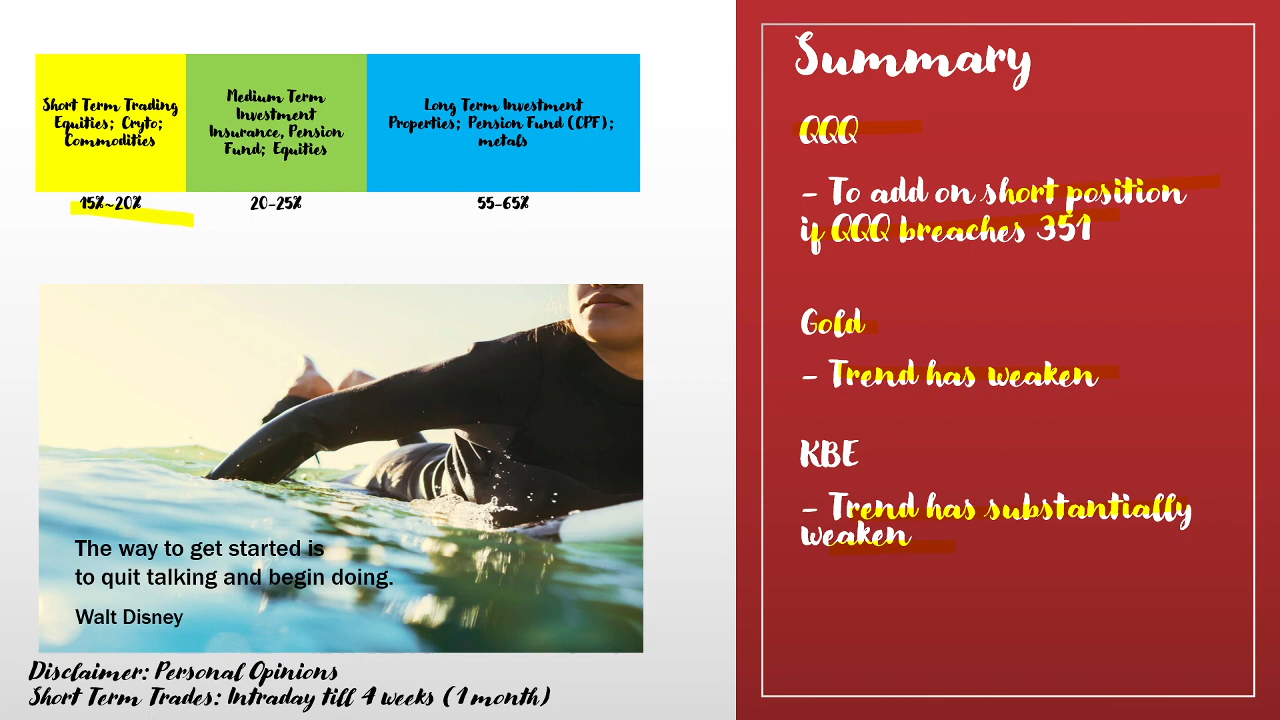 Short Term Trading
Equities; Cryto;
Commodities
Medium Term
Investment
Insurance, Pension
Fund; Equities
Long Term Investment
Properties; Pension Fund (CPF);
metals
15%~20%
20-25%
55-65%
The way to get started is
to quit talking and begin doing.
Walt Disney
Disclaimer: Personal Opinions
Short Term Trades: Intraday till 4 weeks (1 month)
Summary
QQQ
- To add on short position
if QQQ breaches 351
Gold
- Trend has weaken
KBE
- Trend has substantially
weaken